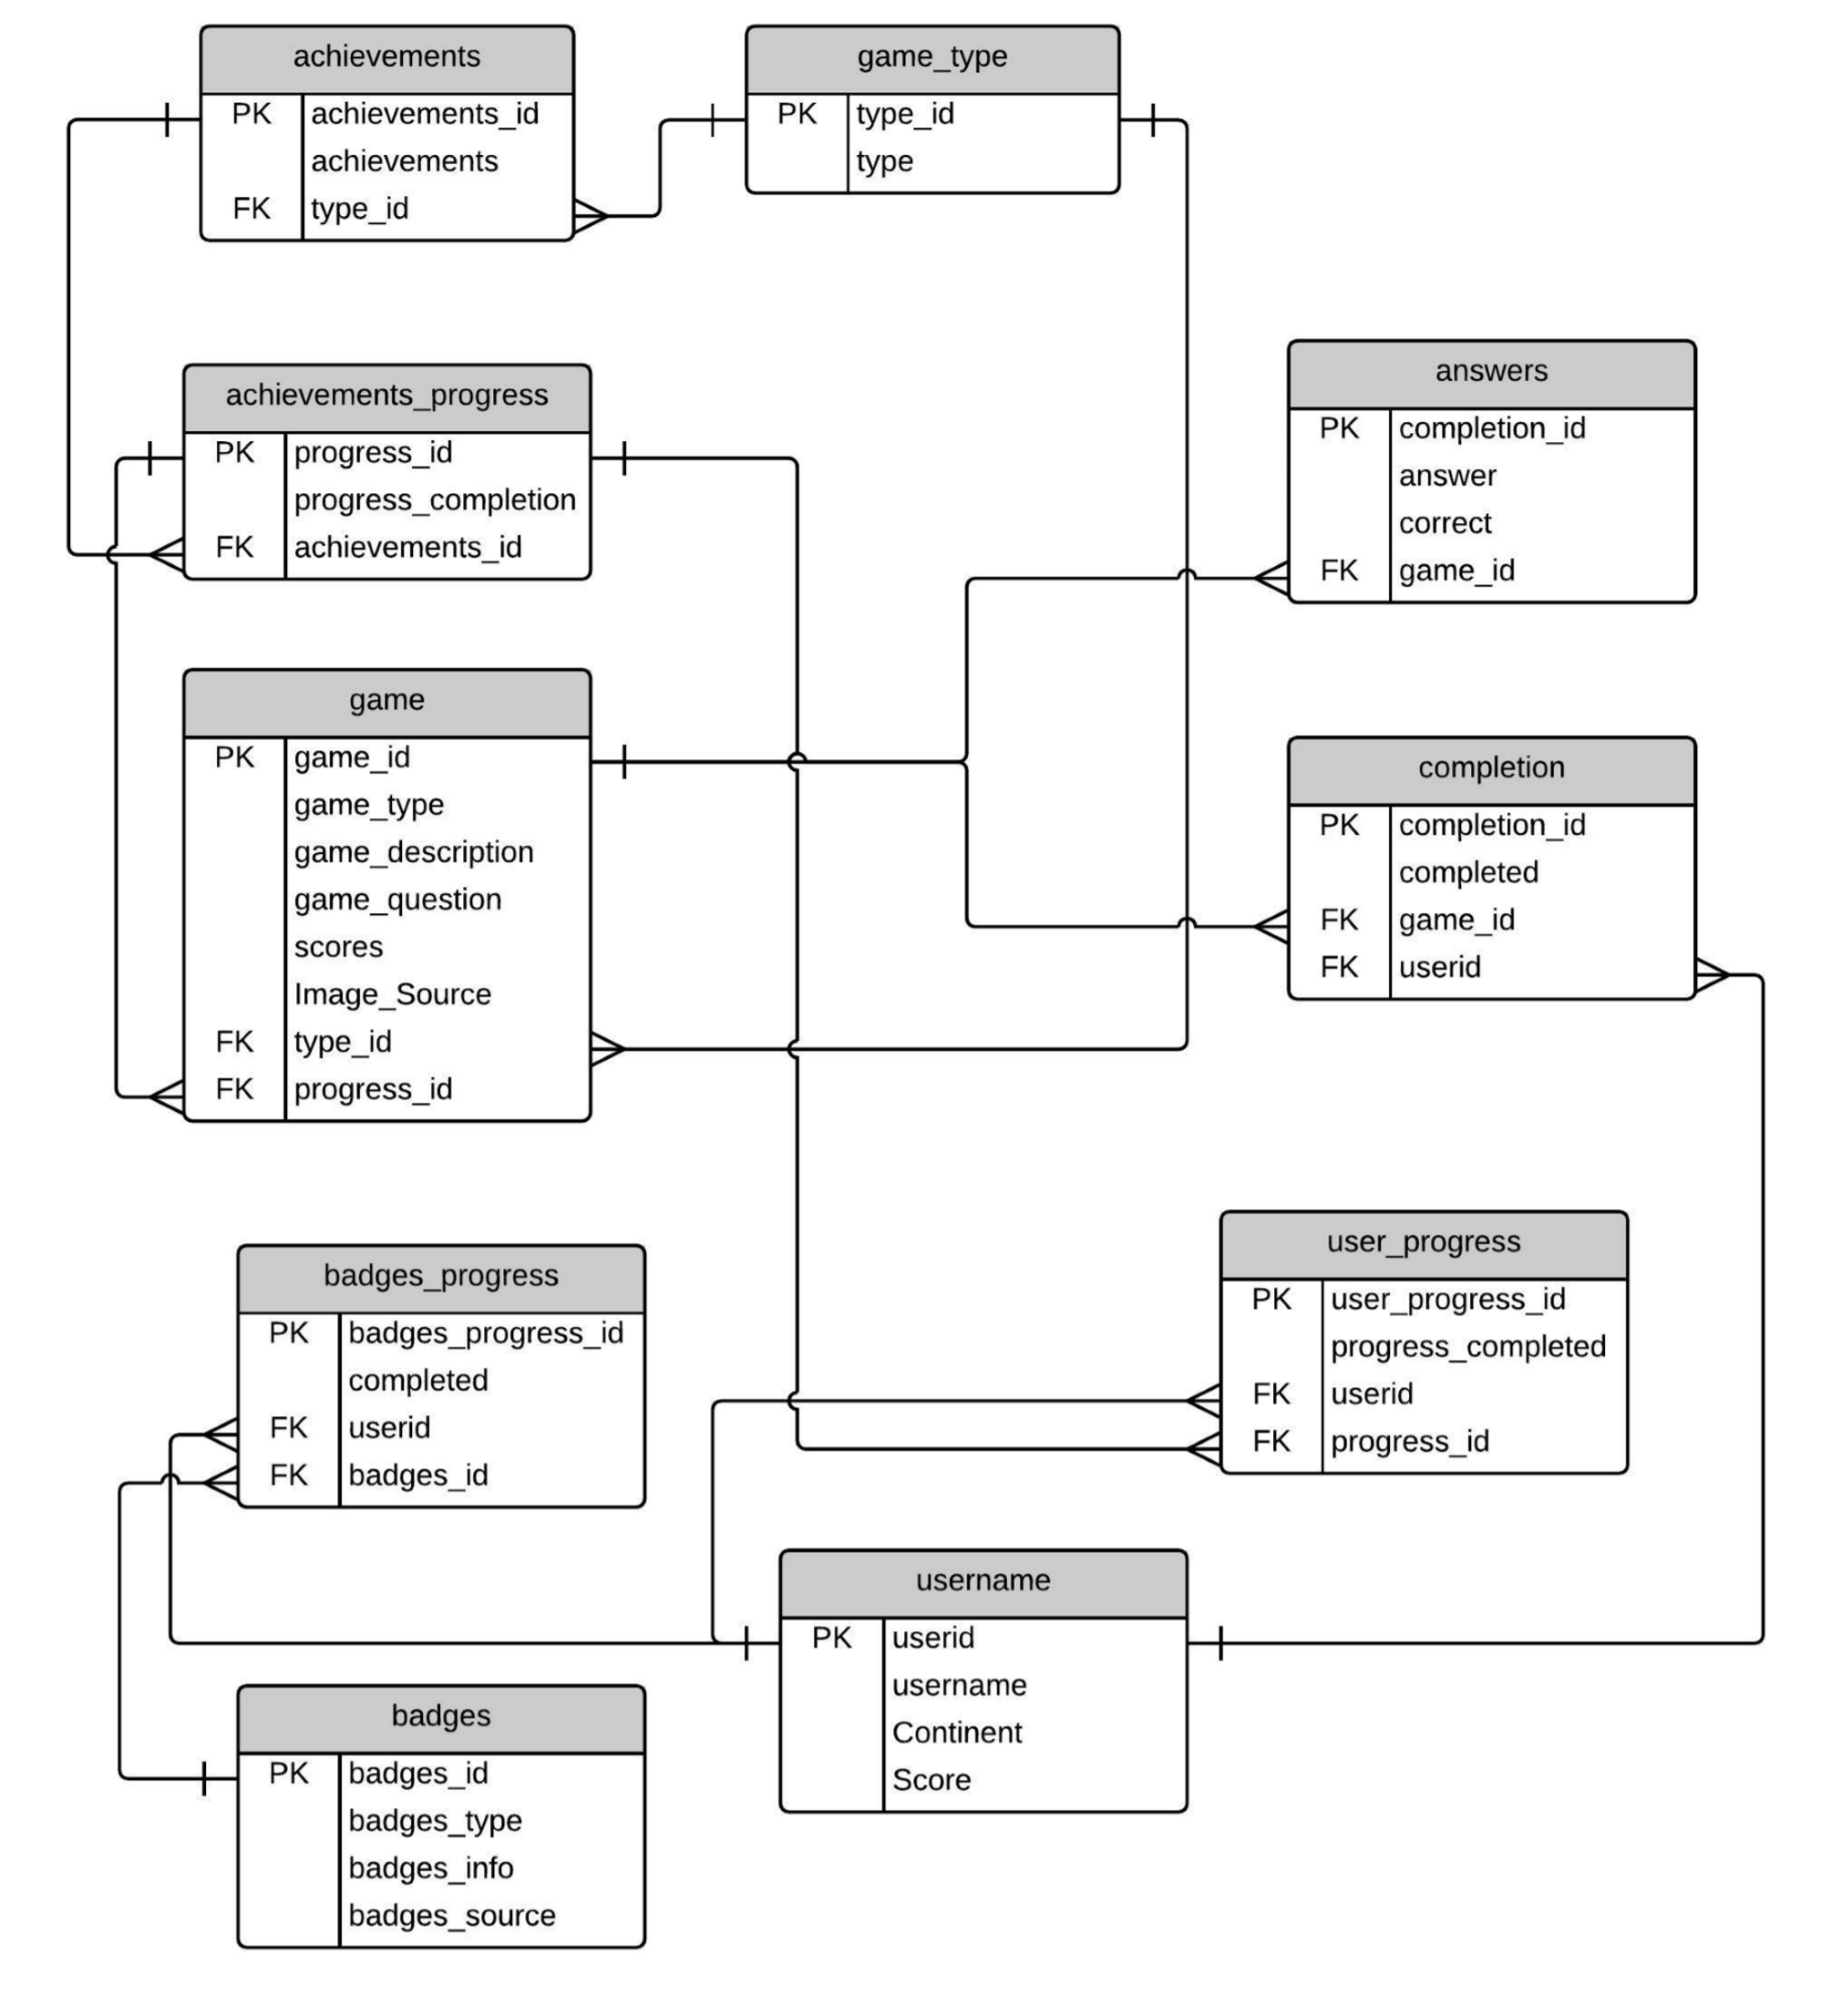 achievements
PK achievements_id
achievements
FK type_id
game_type
PK type_id
type
achievements_progress
PK progress_id
progress_completion
FK achievements_id
answers
PK completion_id
answer
correct
FK game_id
game
PK game_id
game_type
game_description
game_question
scores
Image_Source
FK type_id
FK progress_id
completion
PK completion_id
completed
FK game_id
FK userid
badges_progress
PK badges_progress_id
completed
FK userid
FK badges_id
user_progress
PK user_progress_id
progress_completed
FK userid
FK progress_id
username
PK userid
username
Continent
Score
badges
PK badges_id
badges_type
badges_info
badges_source